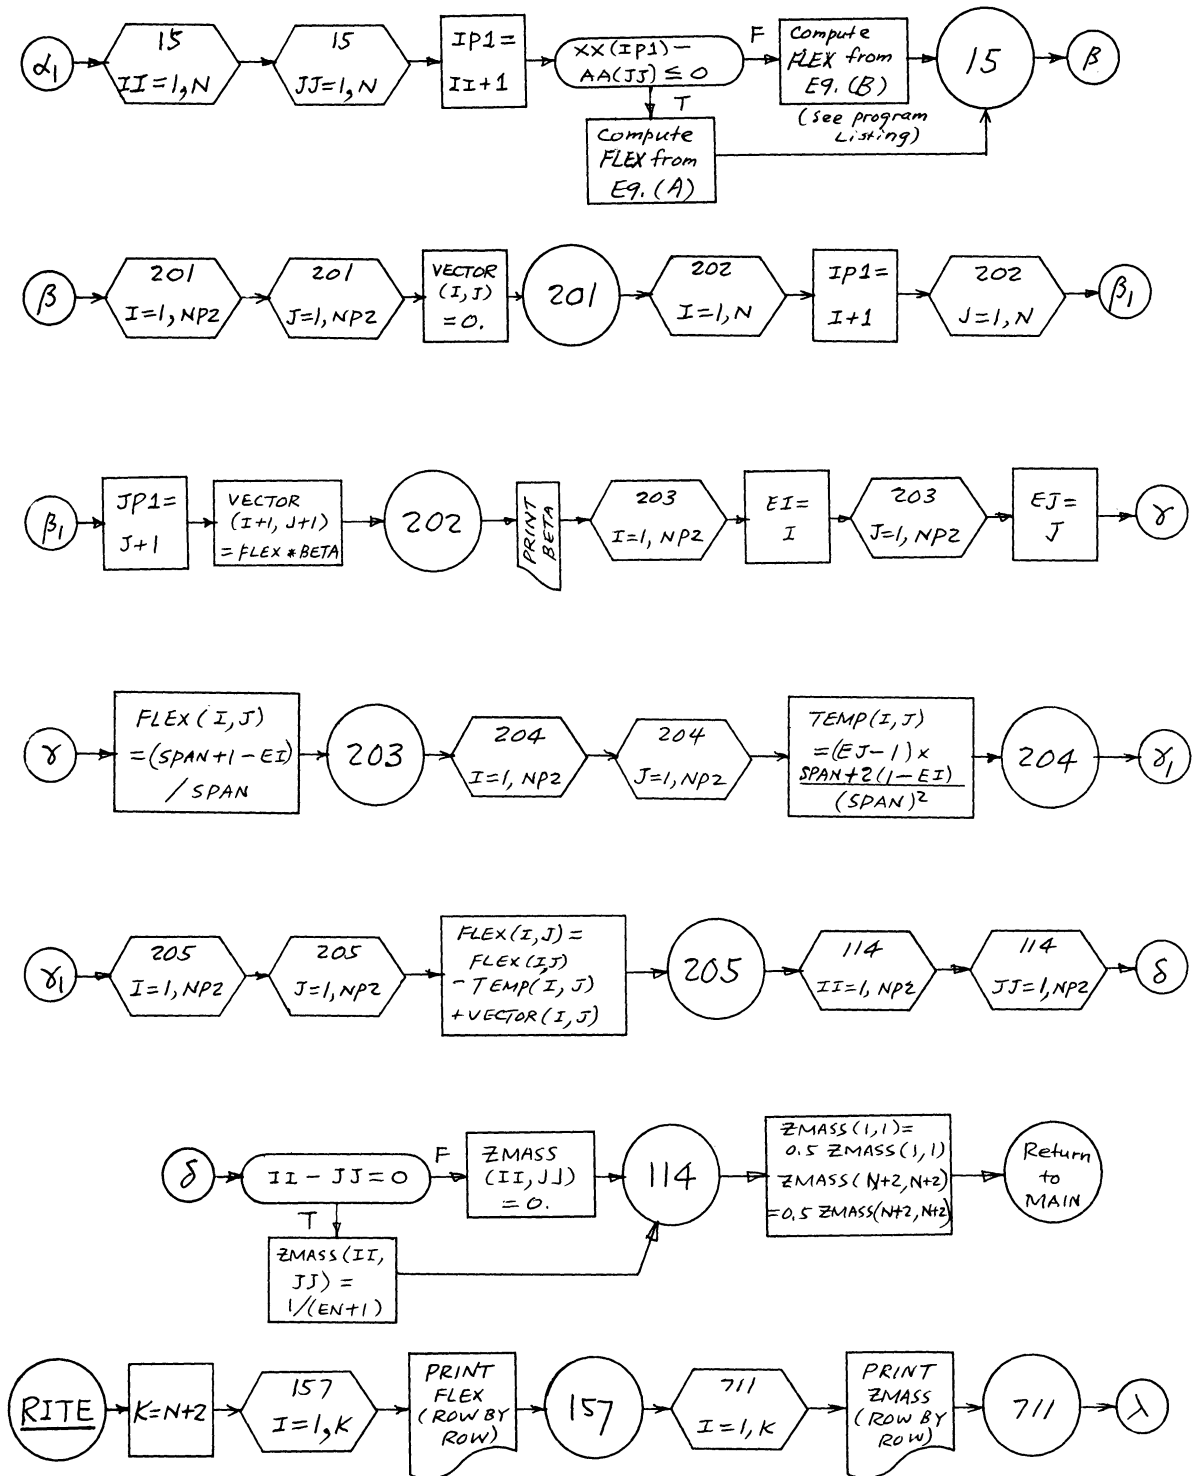 α1
15
II=1,N
15
JJ=1,N
IP1=
II+1
XX(IP1)-
AA(JJ)≤0
F
T
Compute
FLEX from
Eq.(B)
(See program
Listing)
Compute
FLEX from
Eq.(A)
15
β
β
201
I=1,NP2
201
J=1,NP2
VECTOR
(I,J)
=0.
201
202
I=1,N
IP1=
I+1
202
J=1,N
β1
β1
JP1=
J+1
VECTOR
(I+1,J+1)
=FLEX*BETA
202
PRINT
BETA
203
I=1,NP2
EI=
I
203
J=1,NP2
EJ=
J
γ
γ
FLEX(I,J)
=(SPAN+1-EI)
/SPAN
203
204
I=1,NP2
204
J=1,NP2
TEMP(I,J)
=(EJ-1)×
SPAN+2(1-EI)
(SPAN)²
204
γ1
γ1
205
I=1,NP2
205
J=1,NP2
FLEX(I,J)=
FLEX(I,J)
-TEMP(I,J)
+VECTOR(I,J)
205
114
II=1,NP2
114
JJ=1,NP2
δ
δ
II-JJ=0
F
T
ZMASS
(II,JJ)
=0.
ZMASS(II,
JJ)=
1/(EN+1)
114
ZMASS(1,1)=
0.5 ZMASS(1,1)
ZMASS(N+2,N+2)
=0.5 ZMASS(N+2,N+2)
Return
to
MAIN
RITE
K=N+2
157
I=1,K
PRINT
FLEX
(ROW BY
ROW)
157
711
I=1,K
PRINT
ZMASS
(ROW BY
ROW)
711
λ